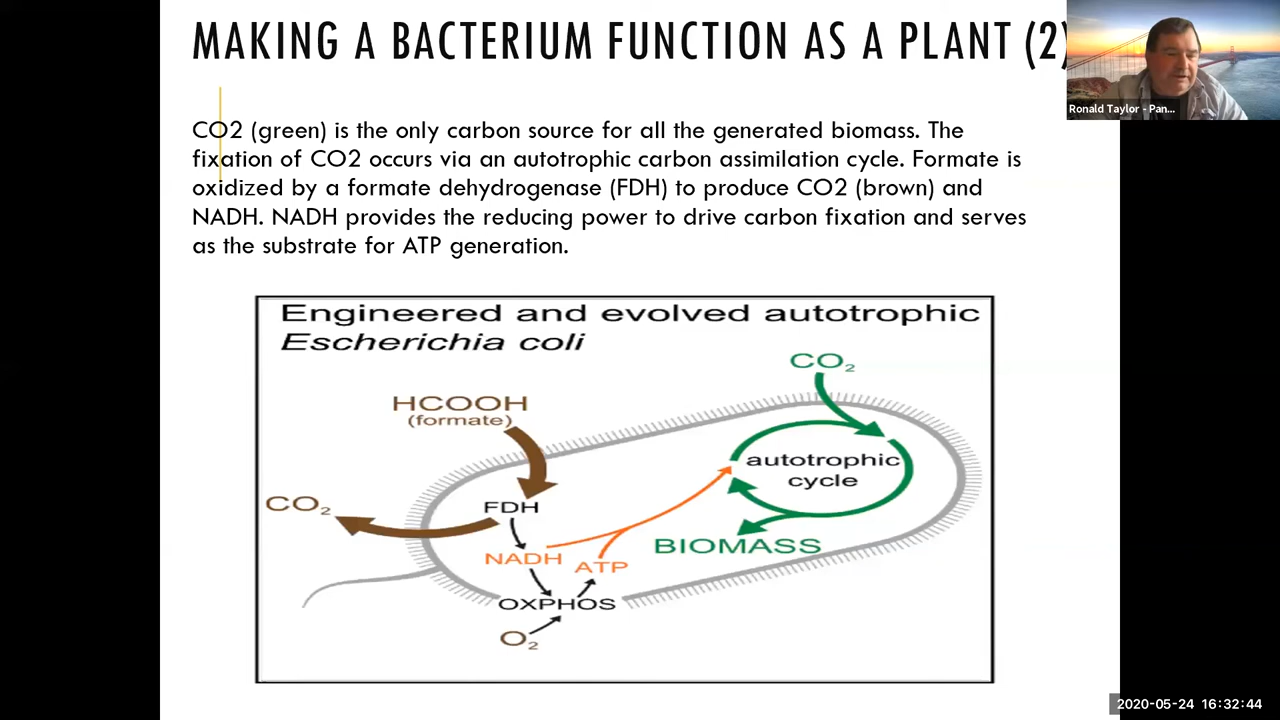 MAKING A BACTERIUM FUNCTION AS A PLANT (2)
CO2 (green) is the only carbon source for all the generated biomass. The
fixation of CO2 occurs via an autotrophic carbon assimilation cycle. Formate is
oxidized by a formate dehydrogenase (FDH) to produce CO2 (brown) and
NADH. NADH provides the reducing power to drive carbon fixation and serves
as the substrate for ATP generation.
Engineered and evolved autotrophic
Escherichia coli
CO₂
HCOOH
(formate)
autotrophic
cycle
CO₂
FDH
NADH
ATP
BIOMASS
OXPHOS
O₂
Ronald Taylor - Pan...
2020-05-24 16:32:44